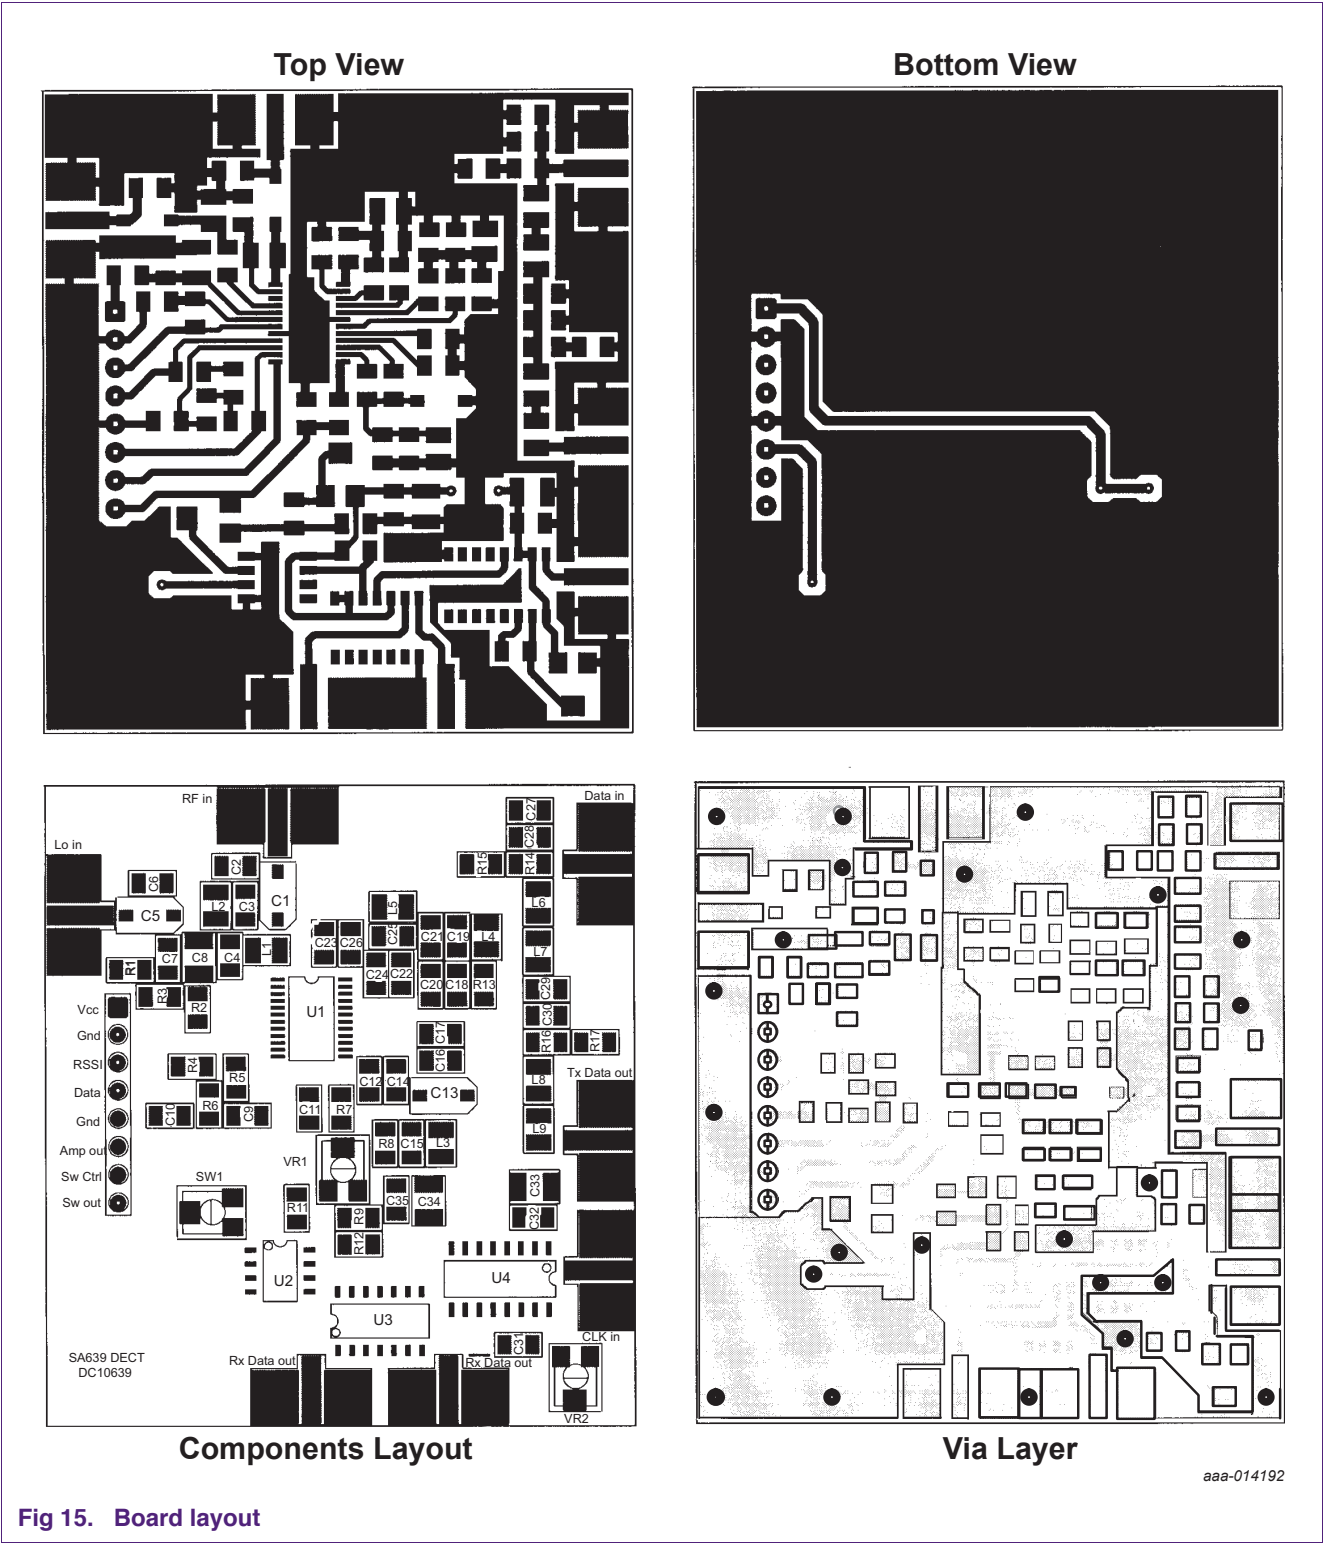 Top View
Bottom View
RF in
Data in
Lo in
C27
C28
R15
R14
C2
C6
C1
C5
L2
C3
L6
L5
C25
C23
C26
C21
C19
L4
L7
C7
C8
C4
L1
R1
C24
C22
C20
C18
R13
C29
R3
R2
C30
Vcc
Gnd
RSSI
Data
Gnd
Amp out
Sw Ctrl
Sw out
U1
C17
C16
R16
R17
R4
R5
C12
C14
C13
L8
Tx Data out
R6
C10
C9
C11
R7
L9
R8
C15
L3
VR1
SW1
R11
C35
C34
C33
C32
R9
R12
U2
U4
U3
C31
CLK in
SA639 DECT
DC10639
Rx Data out
Rx Data out
VR2
Components Layout
Via Layer
aaa-014192
Fig 15. Board layout